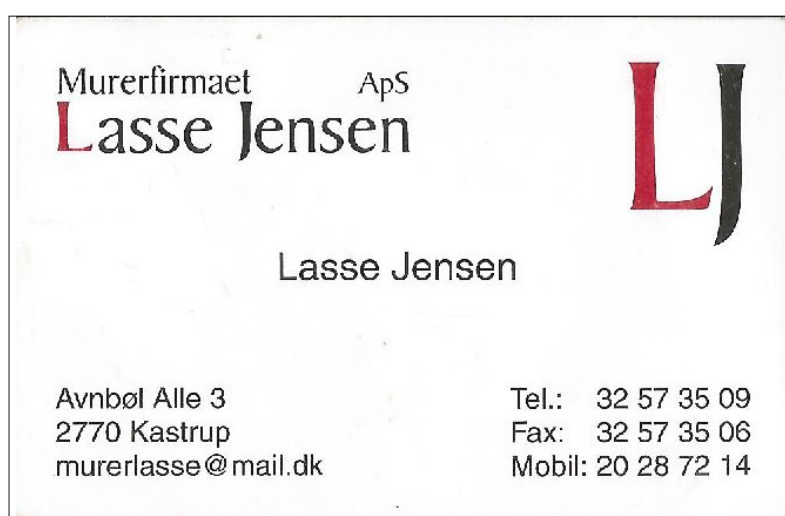 Murerfirmaet ApS
Lasse Jensen
LJ
Lasse Jensen
Avnbøl Alle 3
2770 Kastrup
murerlasse@mail.dk
Tel.: 32 57 35 09
Fax: 32 57 35 06
Mobil: 20 28 72 14